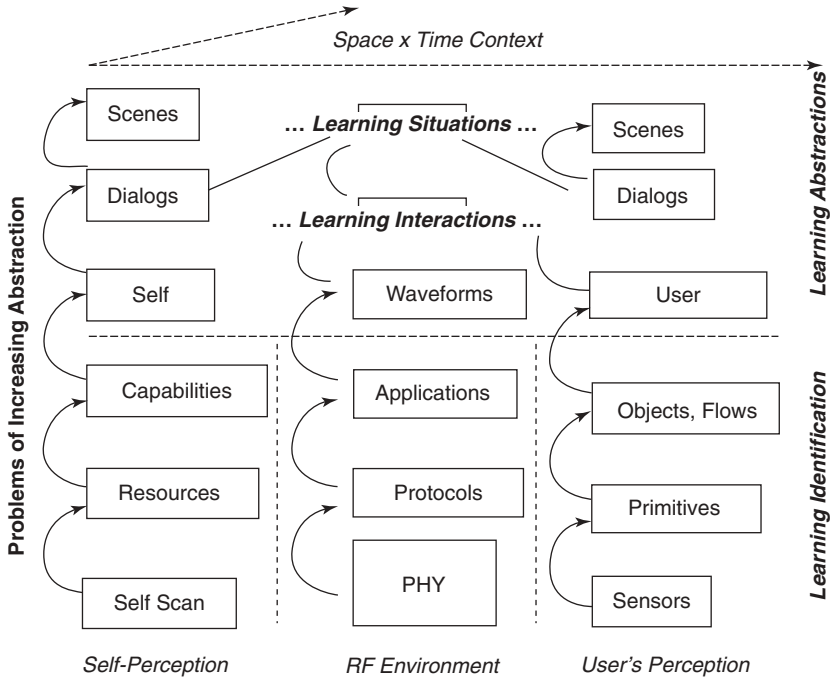 Space x Time Context
Scenes
... Learning Situations ...
Scenes
Dialogs
Dialogs
... Learning Interactions ...
Self
Waveforms
User
Capabilities
Applications
Objects, Flows
Resources
Protocols
Primitives
Self Scan
PHY
Sensors
Self-Perception
RF Environment
User's Perception
Problems of Increasing Abstraction
Learning Abstractions
Learning Identification